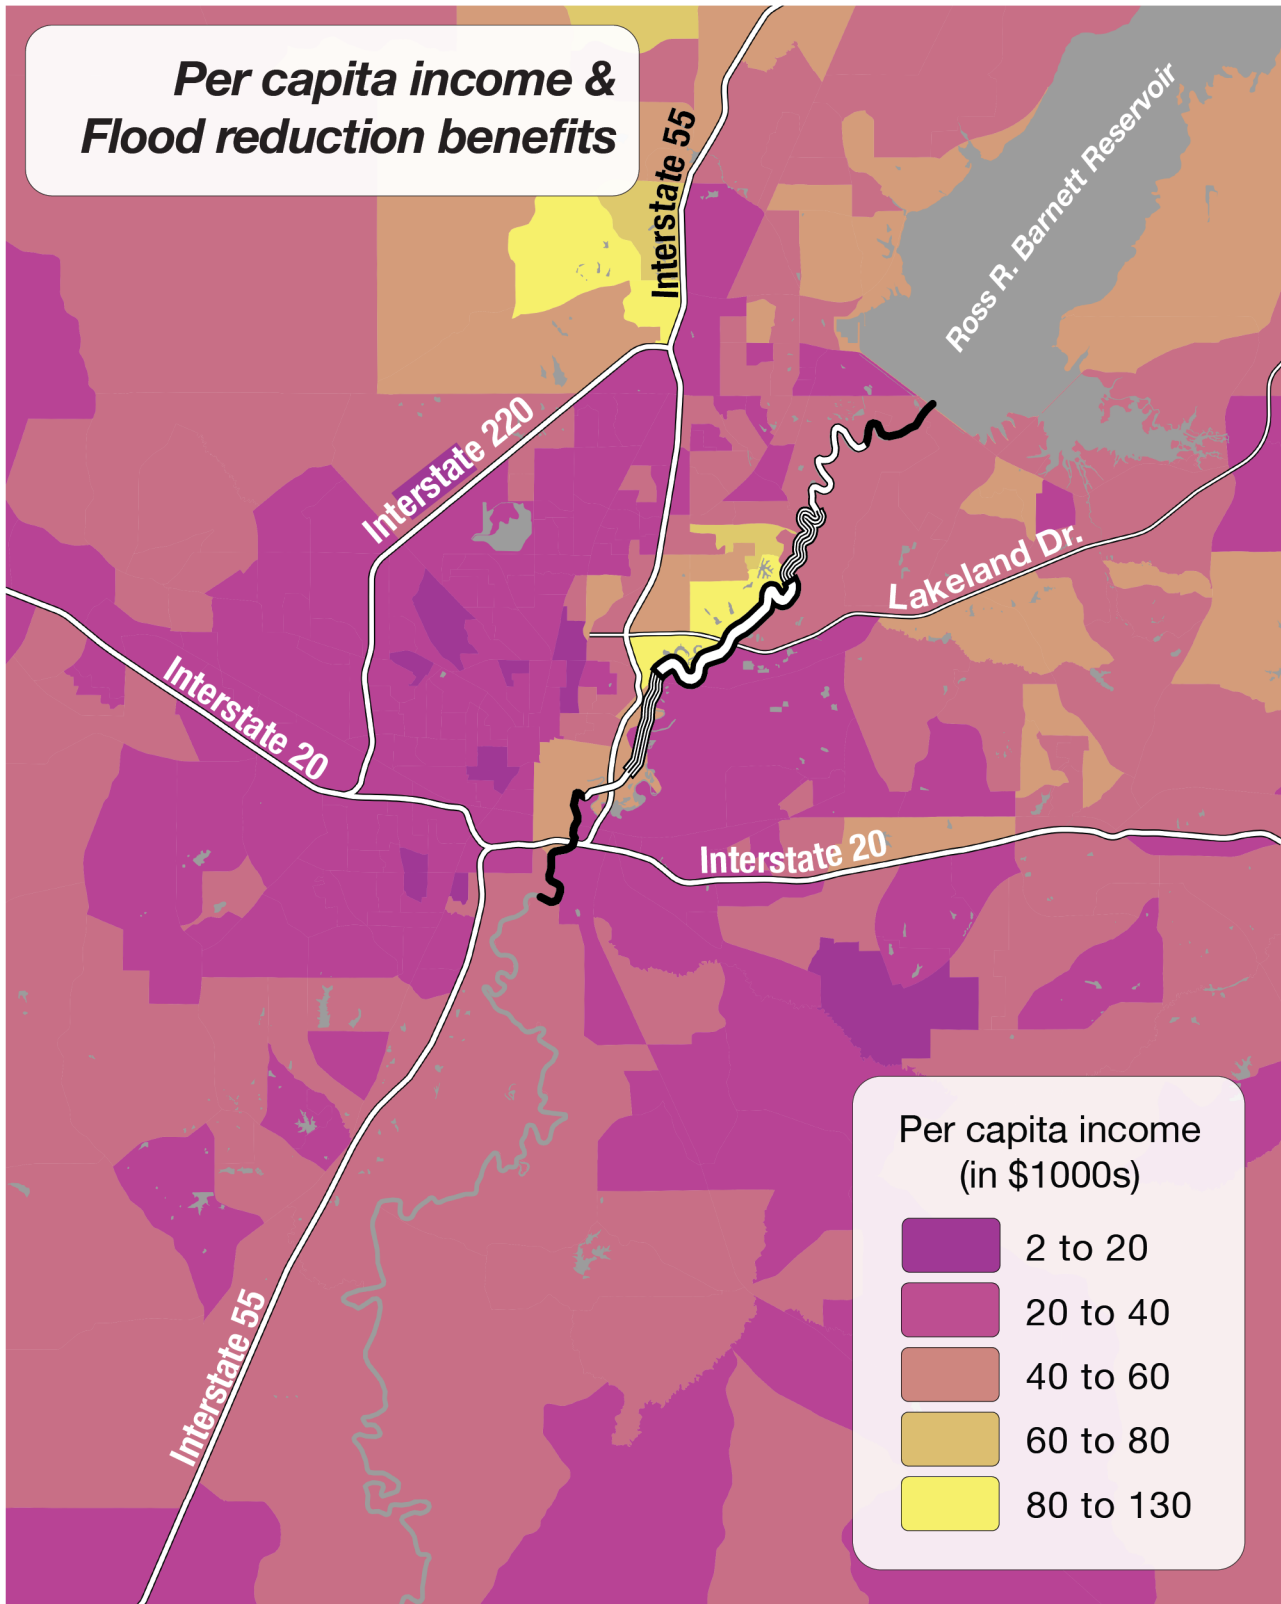 Per capita income &
Flood reduction benefits
Interstate 55
Ross R. Barnett Reservoir
Interstate 220
Lakeland Dr.
Interstate 20
Interstate 20
Interstate 55
Per capita income
(in $1000s)
2 to 20
20 to 40
40 to 60
60 to 80
80 to 130